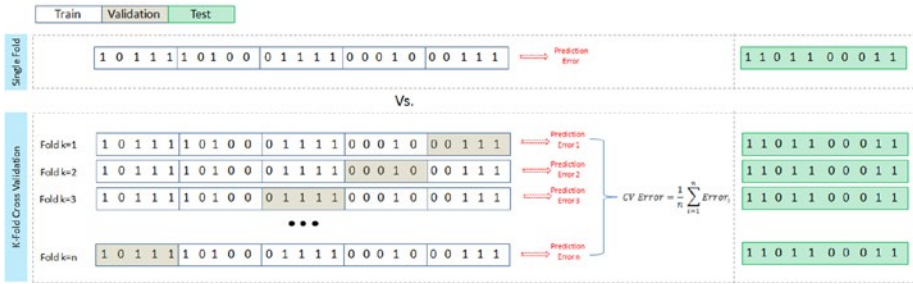 Train Validation Test
Single Fold
1 0 1 1 1 1 0 1 0 0 0 1 1 1 1 0 0 0 1 0 0 0 1 1 1
Prediction
Error
1 1 0 1 1 0 0 0 1 1
Vs.
K-Fold Cross Validation
Fold k=1 1 0 1 1 1 1 0 1 0 0 0 1 1 1 1 0 0 0 1 0 0 0 1 1 1 Prediction Error 1 1 1 0 1 1 0 0 0 1 1
Fold k=2 1 0 1 1 1 1 0 1 0 0 0 1 1 1 1 0 0 0 1 0 0 0 1 1 1 Prediction Error 2 1 1 0 1 1 0 0 0 1 1
Fold k=3 1 0 1 1 1 1 0 1 0 0 0 1 1 1 1 0 0 0 1 0 0 0 1 1 1 Prediction Error 3 1 1 0 1 1 0 0 0 1 1
CV Error = 1/n ∑ i=1 n Error i
•••
Fold k=n 1 0 1 1 1 1 0 1 0 0 0 1 1 1 1 0 0 0 1 0 0 0 1 1 1 Prediction Error n 1 1 0 1 1 0 0 0 1 1